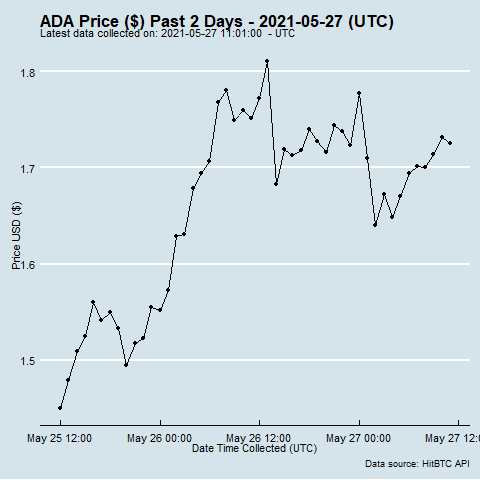 ADA Price ($) Past 2 Days - 2021-05-27 (UTC)
Latest data collected on: 2021-05-27 11:01:00 - UTC
1.8
1.7
1.6
1.5
Price USD ($)
May 25 12:00
May 26 00:00
May 26 12:00
May 27 00:00
May 27 12:00
Date Time Collected (UTC)
Data source: HitBTC API